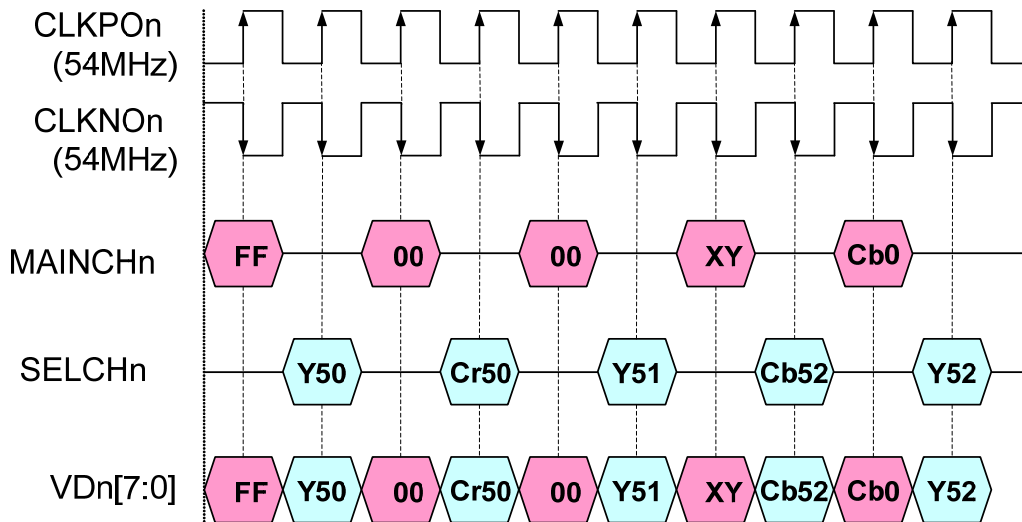 CLKPOn
(54MHz)
CLKNOn
(54MHz)
MAINCHn
FF 00 00 XY Cb0
SELCHn
Y50 Cr50 Y51 Cb52 Y52
VDn[7:0]
FF Y50 00 Cr50 00 Y51 XY Cb52 Cb0 Y52